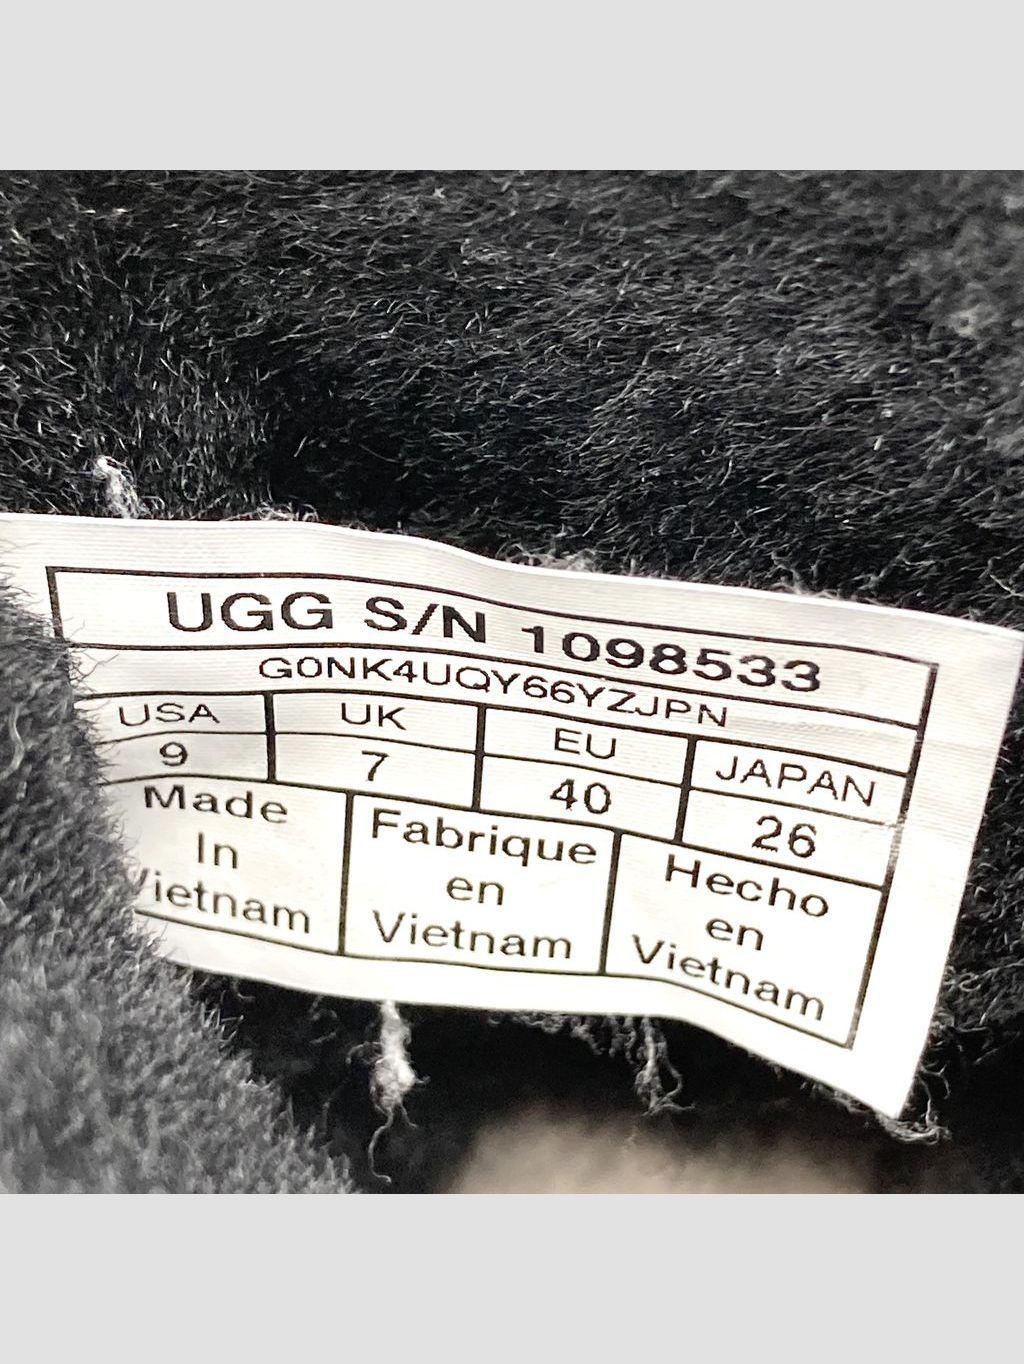 UGG S/N 1098533
G0NK4UQY66YZJPN
USA UK EU JAPAN
9 7 40 26
Made
In
Vietnam
Fabrique
en
Vietnam
Hecho
en
Vietnam